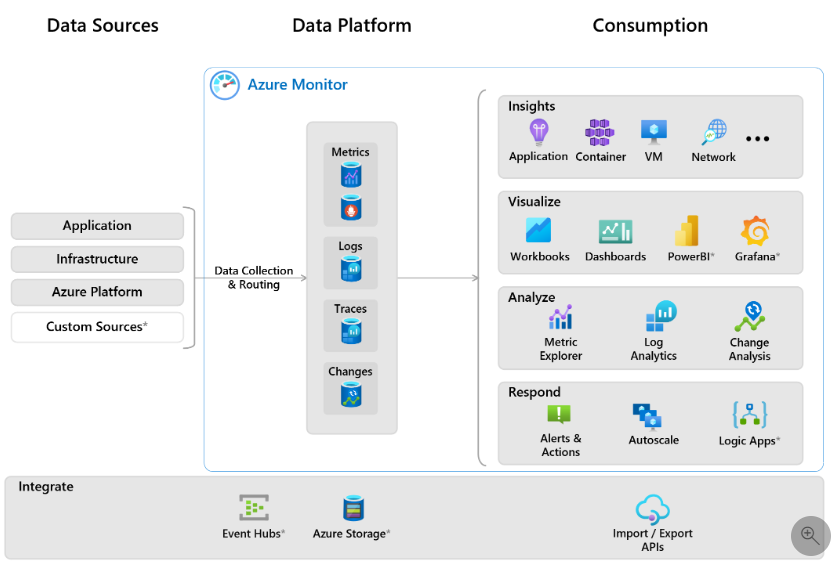 Data Sources
Data Platform
Consumption
Azure Monitor
Application
Infrastructure
Azure Platform
Custom Sources*
Data Collection
& Routing
Metrics
Logs
Traces
Changes
Insights
Application
Container
VM
Network
•••
Visualize
Workbooks
Dashboards
PowerBI*
Grafana*
Analyze
Metric
Explorer
Log
Analytics
Change
Analysis
Respond
Alerts &
Actions
Autoscale
Logic Apps*
Integrate
Event Hubs*
Azure Storage*
Import / Export
APIs